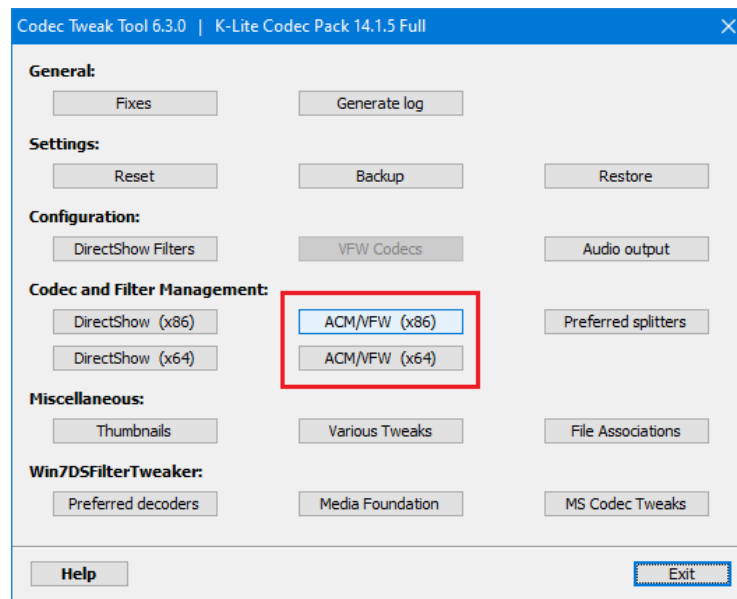 Codec Tweak Tool 6.3.0 | K-Lite Codec Pack 14.1.5 Full
General:
Fixes Generate log
Settings:
Reset Backup Restore
Configuration:
DirectShow Filters VFW Codecs Audio output
Codec and Filter Management:
DirectShow (x86) ACM/VFW (x86) Preferred splitters
DirectShow (x64) ACM/VFW (x64)
Miscellaneous:
Thumbnails Various Tweaks File Associations
Win7DSFilterTweaker:
Preferred decoders Media Foundation MS Codec Tweaks
Help Exit